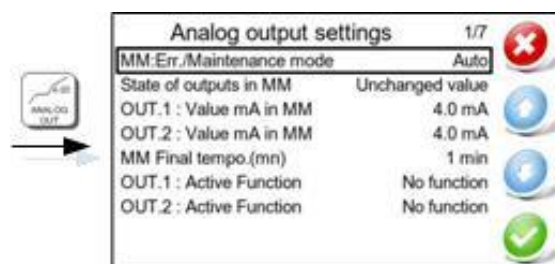 Analog output settings 1/7
MM:Err./Maintenance mode Auto
State of outputs in MM Unchanged value
OUT.1 : Value mA in MM 4.0 mA
OUT.2 : Value mA in MM 4.0 mA
MM Final tempo.(mn) 1 min
OUT.1 : Active Function No function
OUT.2 : Active Function No function
ANALOG
OUT